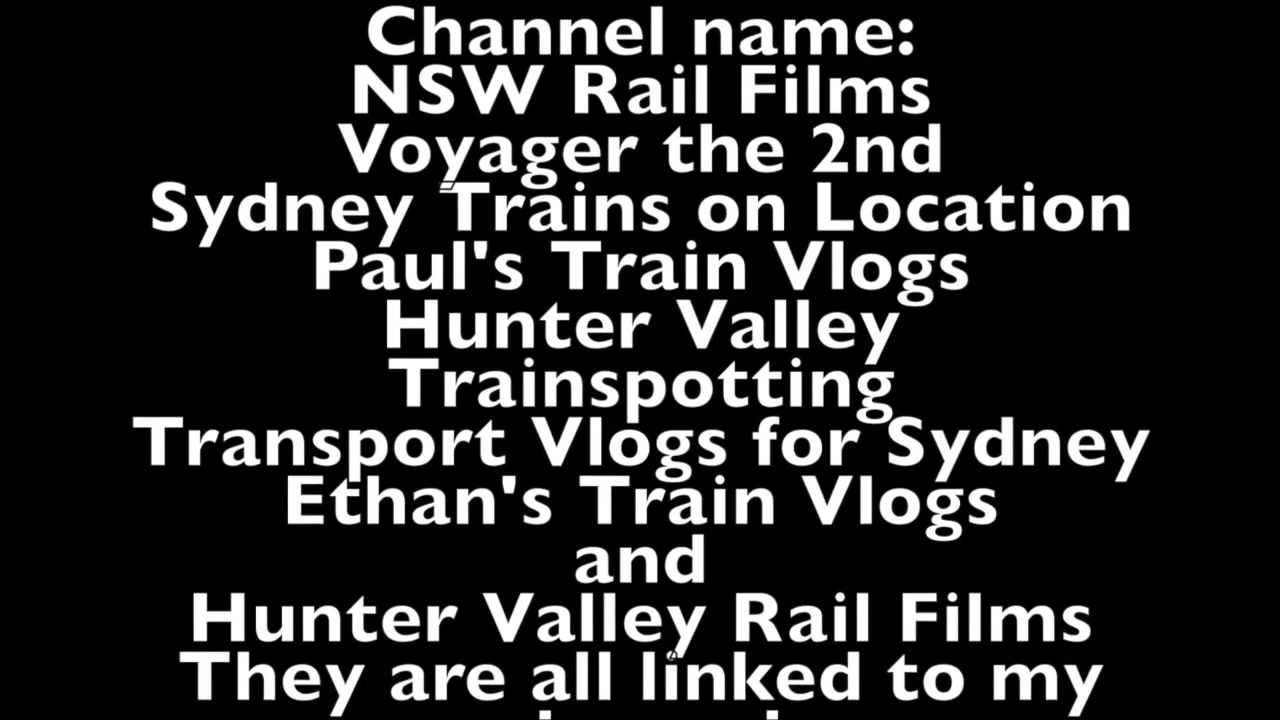 Channel name:
NSW Rail Films
Voyager the 2nd
Sydney Trains on Location
Paul's Train Vlogs
Hunter Valley
Trainspotting
Transport Vlogs for Sydney
Ethan's Train Vlogs
and
Hunter Valley Rail Films
They are all linked to my